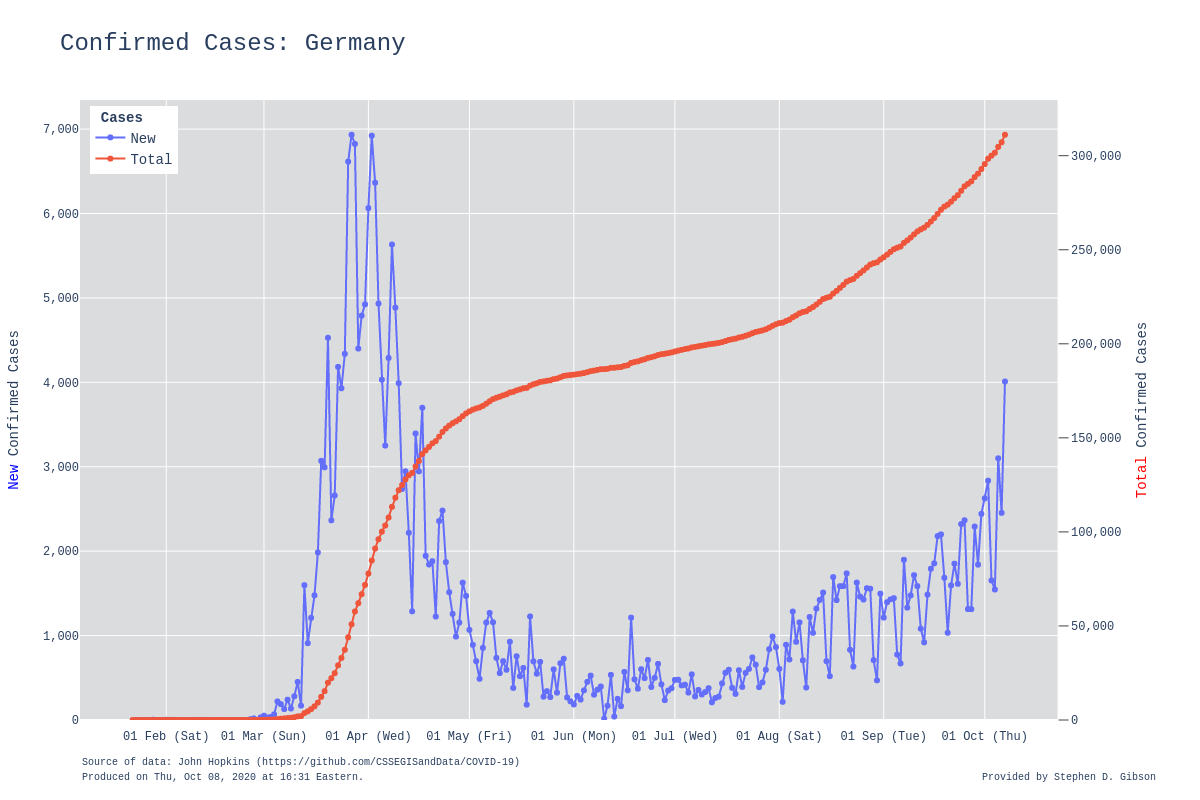 Confirmed Cases: Germany
Cases
New
Total
7,000
6,000
5,000
4,000
3,000
2,000
1,000
0
New Confirmed Cases
300,000
250,000
200,000
150,000
100,000
50,000
0
Total Confirmed Cases
01 Feb (Sat) 01 Mar (Sun) 01 Apr (Wed) 01 May (Fri) 01 Jun (Mon) 01 Jul (Wed) 01 Aug (Sat) 01 Sep (Tue) 01 Oct (Thu)
Source of data: John Hopkins (https://github.com/CSSEGISandData/COVID-19)
Produced on Thu, Oct 08, 2020 at 16:31 Eastern.
Provided by Stephen D. Gibson